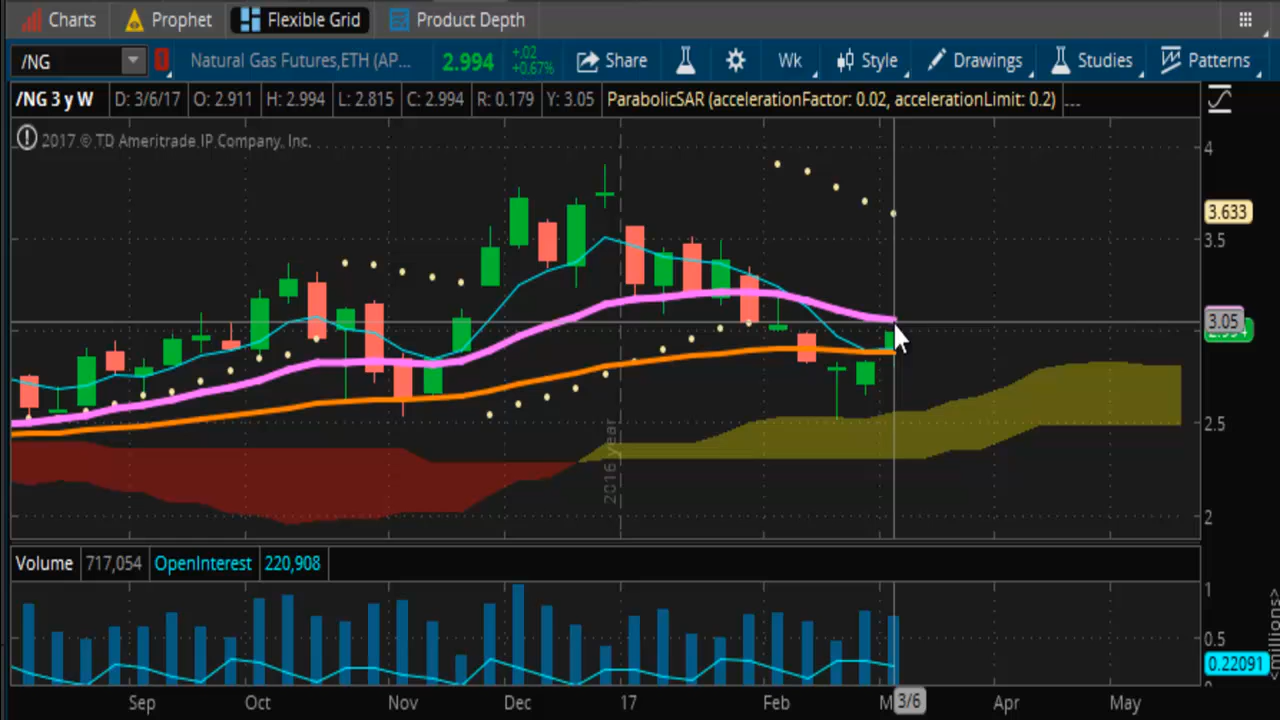 Charts Prophet Flexible Grid Product Depth
/NG Natural Gas Futures,ETH (AP... 2.994 +.02 +0.67% Share Wk Style Drawings Studies Patterns
/NG 3 y W D: 3/6/17 O: 2.911 H: 2.994 L: 2.815 C: 2.994 R: 0.179 Y: 3.05 ParabolicSAR (accelerationFactor: 0.02, accelerationLimit: 0.2) ...
2017 © TD Ameritrade IP Company, Inc.
4
3.633
3.5
3.05
2.5
2016 year
2
Volume 717,054 OpenInterest 220,908
1
0.5
0.22091
<millions>
Sep Oct Nov Dec 17 Feb 3/6 Apr May